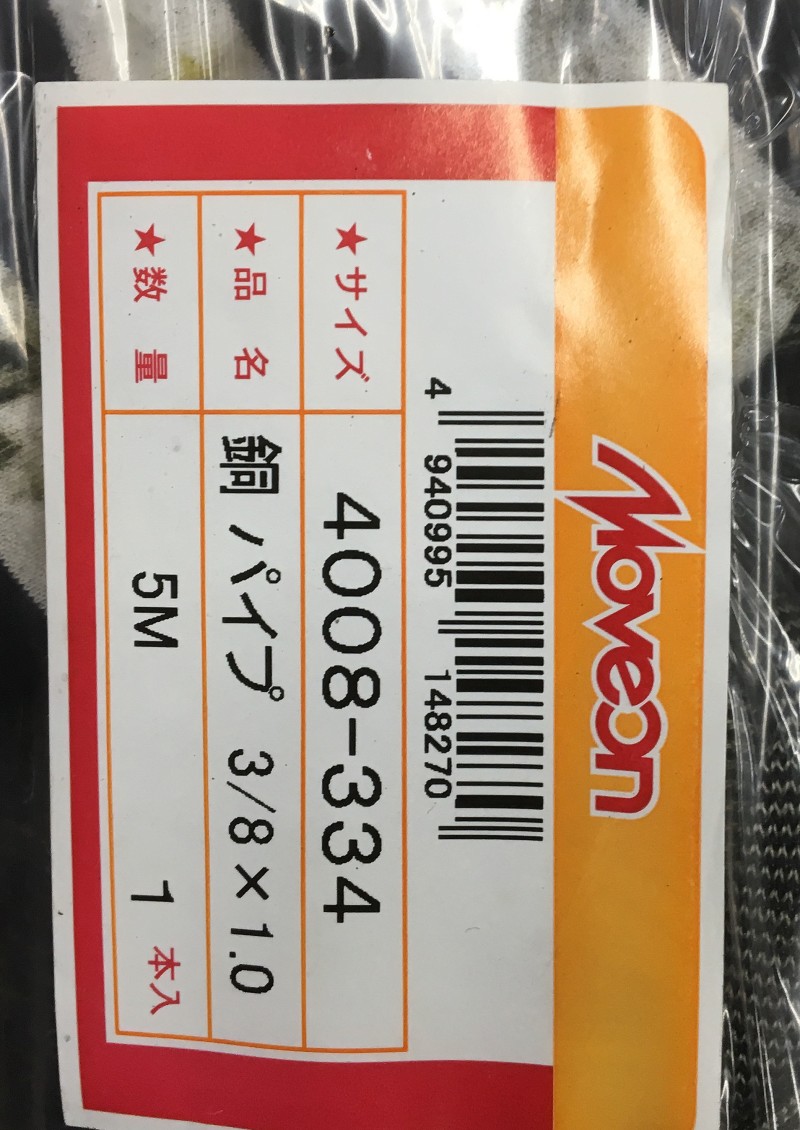 Moveon
4 940995 148270
★サイズ 4008-334
★品名 銅パイプ 3/8×1.0
★数量 5M 1 本入